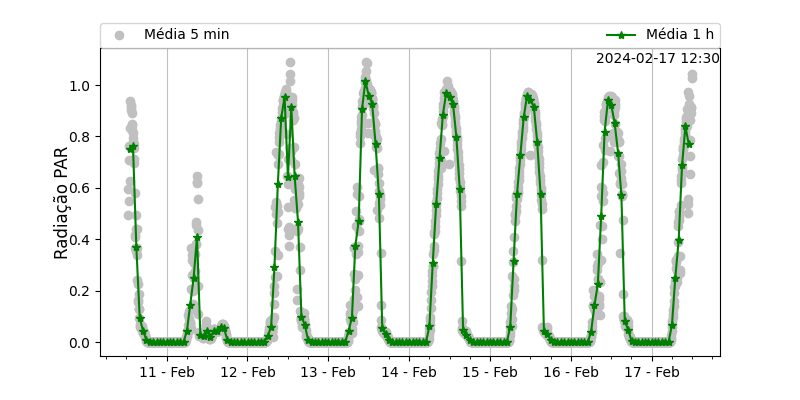 Média 5 min
Média 1 h
2024-02-17 12:30
Radiação PAR
1.0
0.8
0.6
0.4
0.2
0.0
11 - Feb
12 - Feb
13 - Feb
14 - Feb
15 - Feb
16 - Feb
17 - Feb